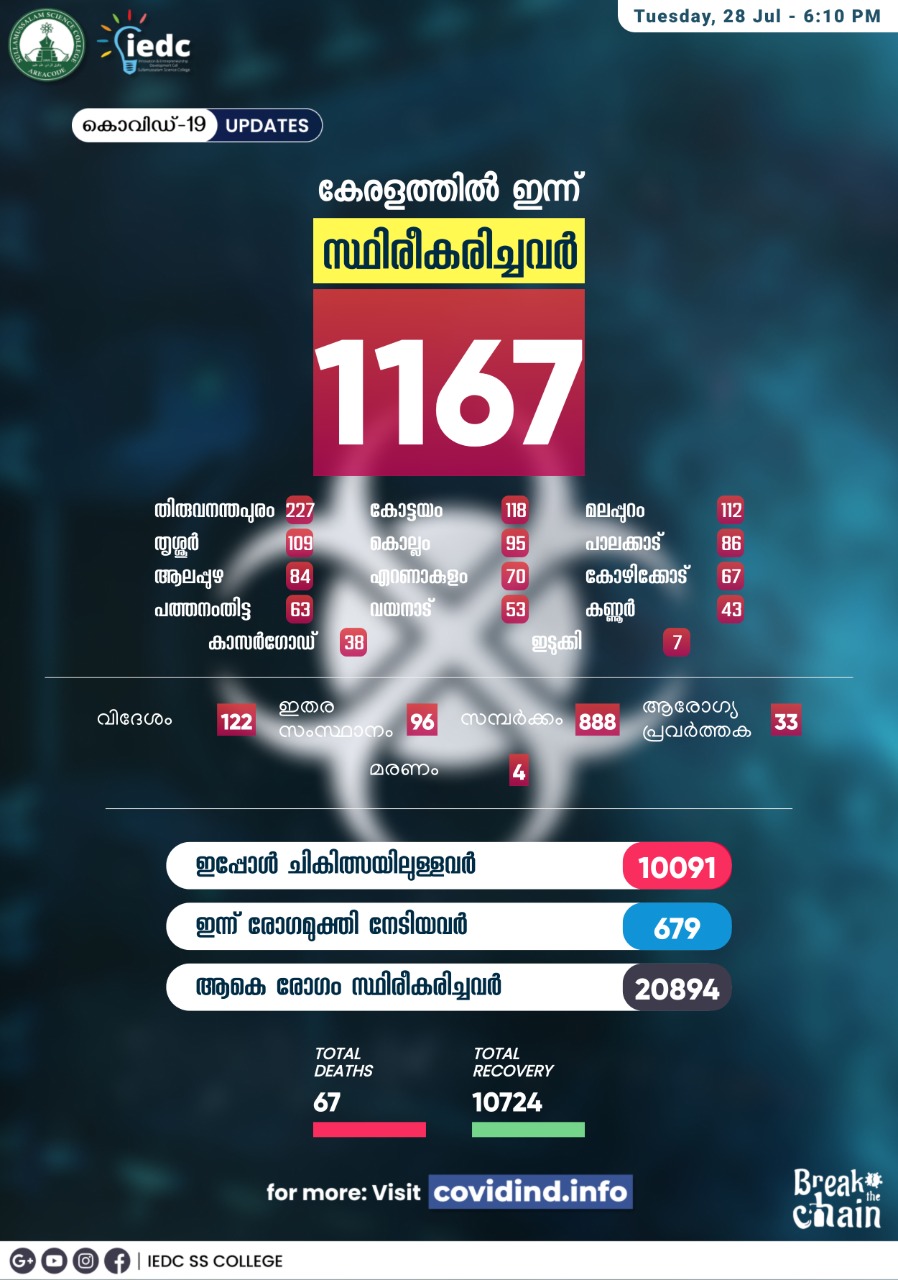 Tuesday, 28 Jul - 6:10 PM
SULLAMUSSALAM SCIENCE COLLEGE
AREACODE
iedc
കൊവിഡ്-19 UPDATES
കേരളത്തിൽ ഇന്ന്
സ്ഥിരീകരിച്ചവർ
1167
തിരുവനന്തപുരം 227 കോട്ടയം 118 മലപ്പുറം 112
തൃശ്ശൂർ 109 കൊല്ലം 95 പാലക്കാട് 86
ആലപ്പുഴ 84 എറണാകുളം 70 കോഴിക്കോട് 67
പത്തനംതിട്ട 63 വയനാട് 53 കണ്ണൂർ 43
കാസർഗോഡ് 38 ഇടുക്കി 7
വിദേശം 122 ഇതര സംസ്ഥാനം 96 സമ്പർക്കം 888 ആരോഗ്യ പ്രവർത്തക 33
മരണം 4
ഇപ്പോൾ ചികിത്സയിലുള്ളവർ 10091
ഇന്ന് രോഗമുക്തി നേടിയവർ 679
ആകെ രോഗം സ്ഥിരീകരിച്ചവർ 20894
TOTAL DEATHS
67
TOTAL RECOVERY
10724
for more: Visit covidind.info
Break the chain
G+ | IEDC SS COLLEGE